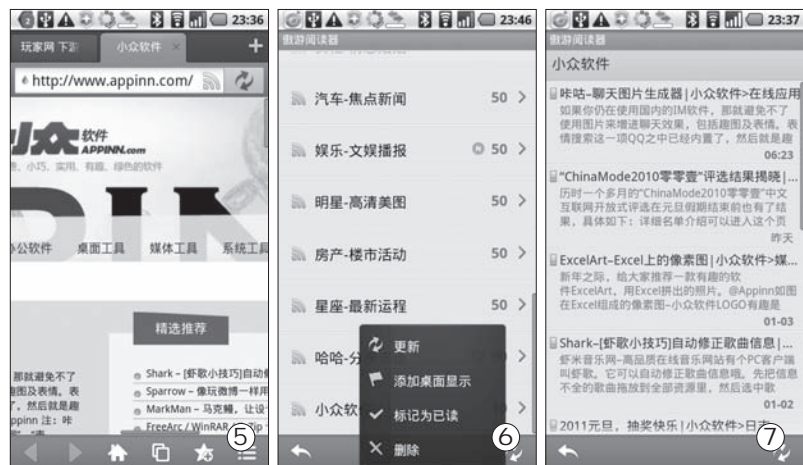 23:36
玩家网 下
小众软件 ×
http://www.appinn.com/
小众软件
APPINN.com
小巧、实用、有趣、绿色的软件
办公软件 桌面工具 媒体工具 系统工具
精选推荐
那就避免不了
图及表情。表
，然后就是趣
ppinn 注：咔
Shark – [虾歌小技巧]自动
Sparrow – 像玩微博一样用
MarkMan – 马克鳗，让设
FreeArc / WinRAR
⑤
23:46
傲游阅读器
汽车-焦点新闻 50
娱乐-文娱播报 50
明星-高清美图 50
房产-楼市活动 50
星座-最新运程 50
哈哈-分
小众软
更新
添加桌面显示
标记为已读
删除
⑥
23:37
傲游阅读器
小众软件
咔咕–聊天图片生成器|小众软件>在线应用
如果你仍在使用国内的IM软件，那就避免不了
使用图片来增进聊天效果，包括趣图及表情。表
情搜索这一项QQ之中已经内置了，然后就是趣
06:23
“ChinaMode2010零零壹”评选结果揭晓|...
历时一个多月的“ChinaMode2010零零壹”中文
互联网开放式评选在元旦假期结束前也有了结
果，具体如下：详细名单介绍可以进入这个页
昨天
ExcelArt–Excel上的像素图|小众软件>媒...
新年之际，给大家推荐一款有趣的软
件ExcelArt，用Excel拼出的照片。@Appinn如图
在Excel组成的像素图–小众软件LOGO有趣是
01-03
Shark–[虾歌小技巧]自动修正歌曲信息|...
虾米音乐网–高品质在线音乐网站有个PC客户端
叫虾歌。它可以自动修正歌曲信息哦。先把信息
不全的歌曲拖放到全部资源里，然后选中歌
01-02
2011元旦，抽奖快乐|小众软件>日志
⑦